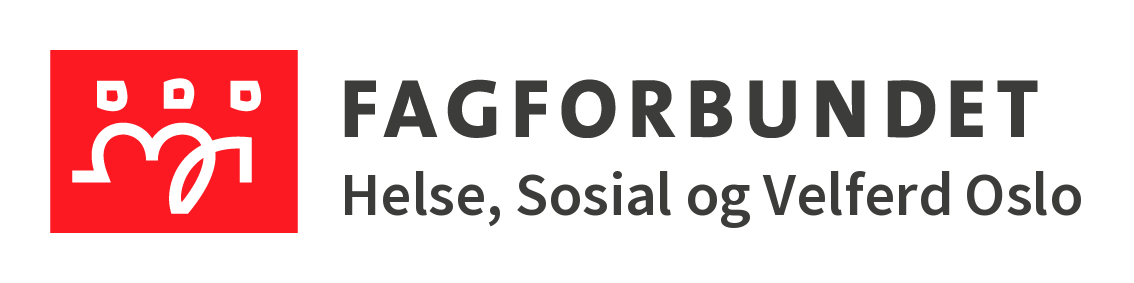 FAGFORBUNDET
Helse, Sosial og Velferd Oslo